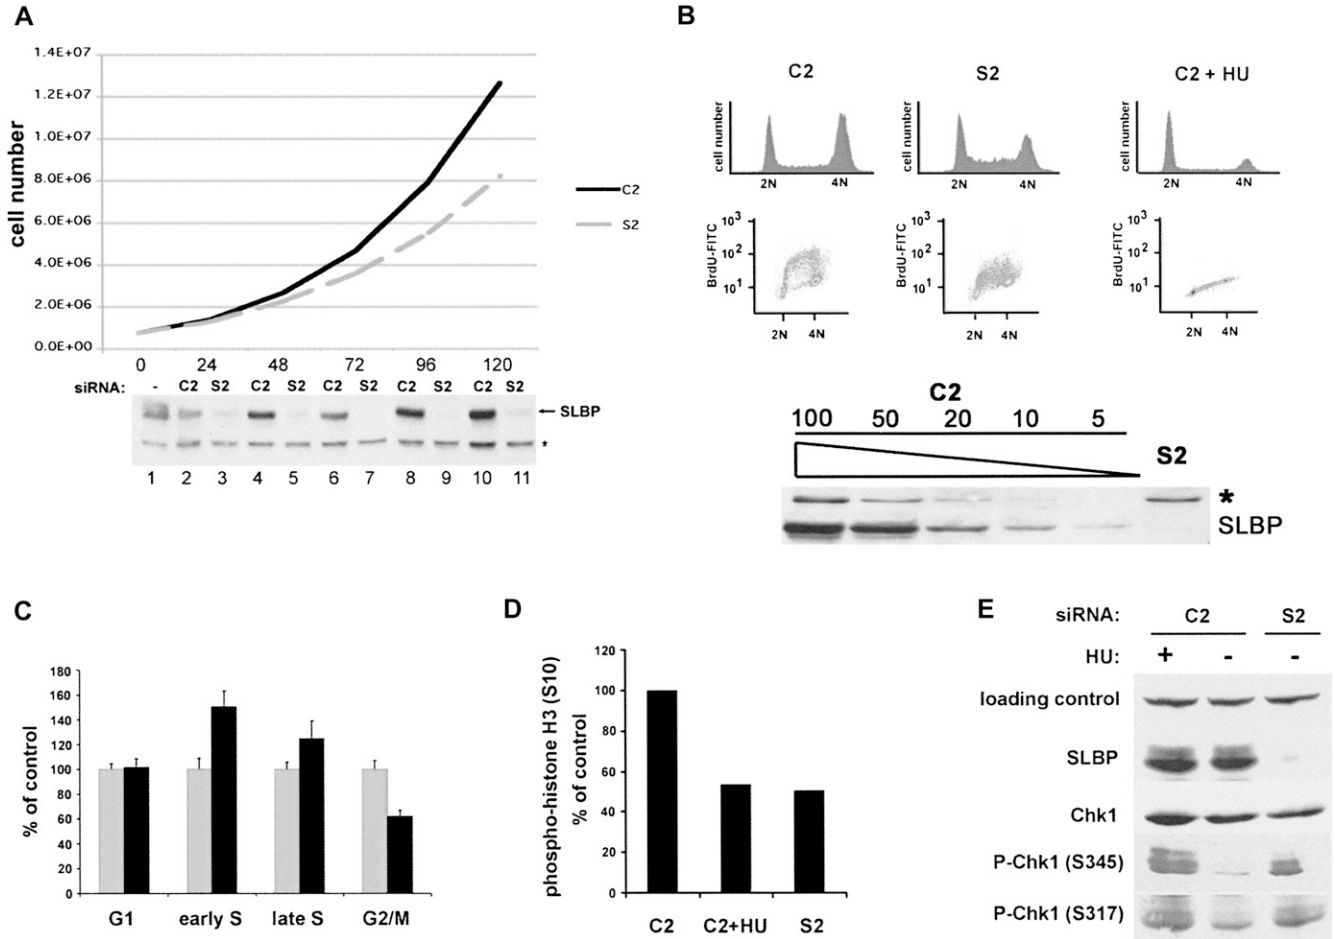 A
1.4E+07
1.2E+07
1.0E+07
8.0E+06
6.0E+06
4.0E+06
2.0E+06
0.0E+00
cell number
C2
S2
0 24 48 72 96 120
siRNA: - C2 S2 C2 S2 C2 S2 C2 S2 C2 S2
SLBP
*
1 2 3 4 5 6 7 8 9 10 11
B
C2 S2 C2 + HU
cell number cell number cell number
2N 4N 2N 4N 2N 4N
BrdU-FITC BrdU-FITC BrdU-FITC
10³ 10³ 10³
10² 10² 10²
10¹ 10¹ 10¹
2N 4N 2N 4N 2N 4N
C2
100 50 20 10 5
S2
*
SLBP
C
% of control
180
160
140
120
100
80
60
40
20
0
G1 early S late S G2/M
D
phospho-histone H3 (S10)
% of control
120
100
80
60
40
20
0
C2 C2+HU S2
E
siRNA: C2 S2
HU: + - -
loading control
SLBP
Chk1
P-Chk1 (S345)
P-Chk1 (S317)